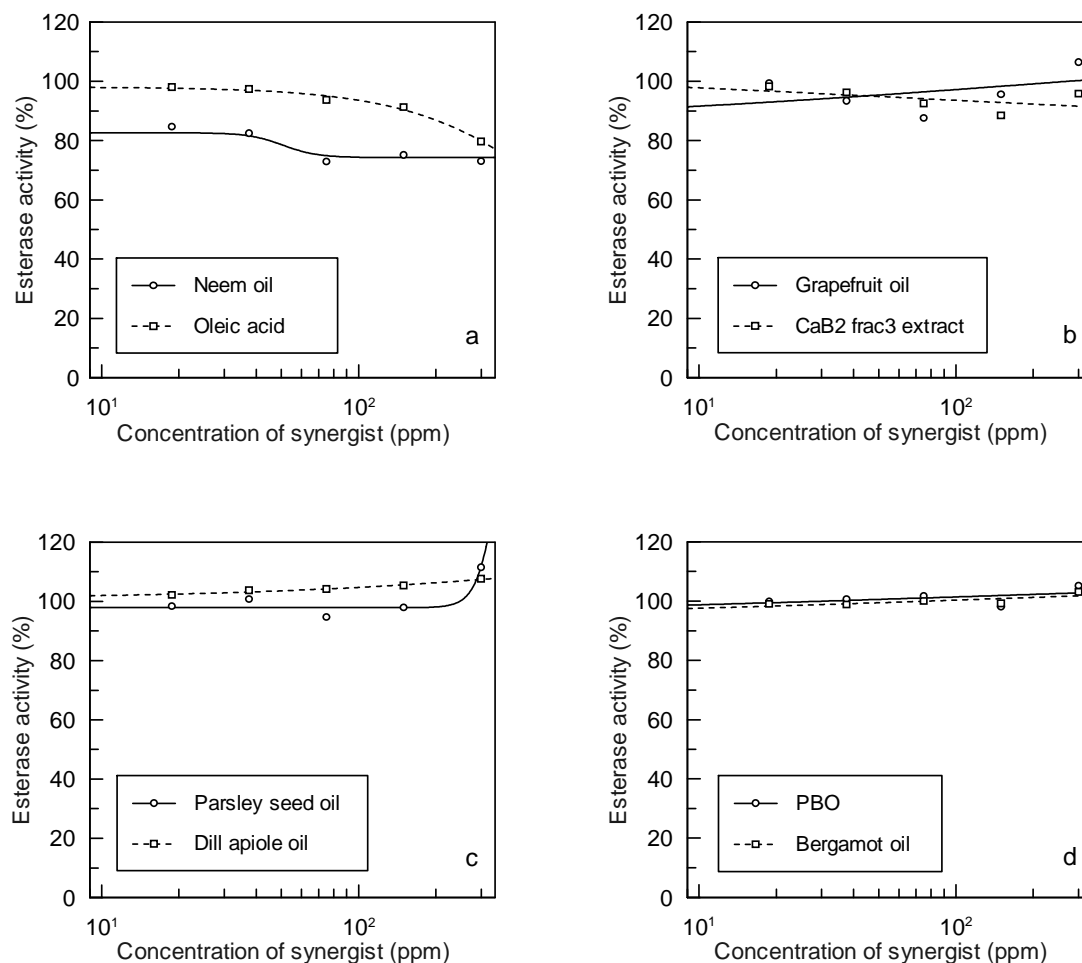 120
100
80
60
40
20
0
Esterase activity (%)
Neem oil
Oleic acid
a
10¹
10²
Concentration of synergist (ppm)
120
100
80
60
40
20
0
Esterase activity (%)
Grapefruit oil
CaB2 frac3 extract
b
10¹
10²
Concentration of synergist (ppm)
120
100
80
60
40
20
0
Esterase activity (%)
Parsley seed oil
Dill apiole oil
c
10¹
10²
Concentration of synergist (ppm)
120
100
80
60
40
20
0
Esterase activity (%)
PBO
Bergamot oil
d
10¹
10²
Concentration of synergist (ppm)